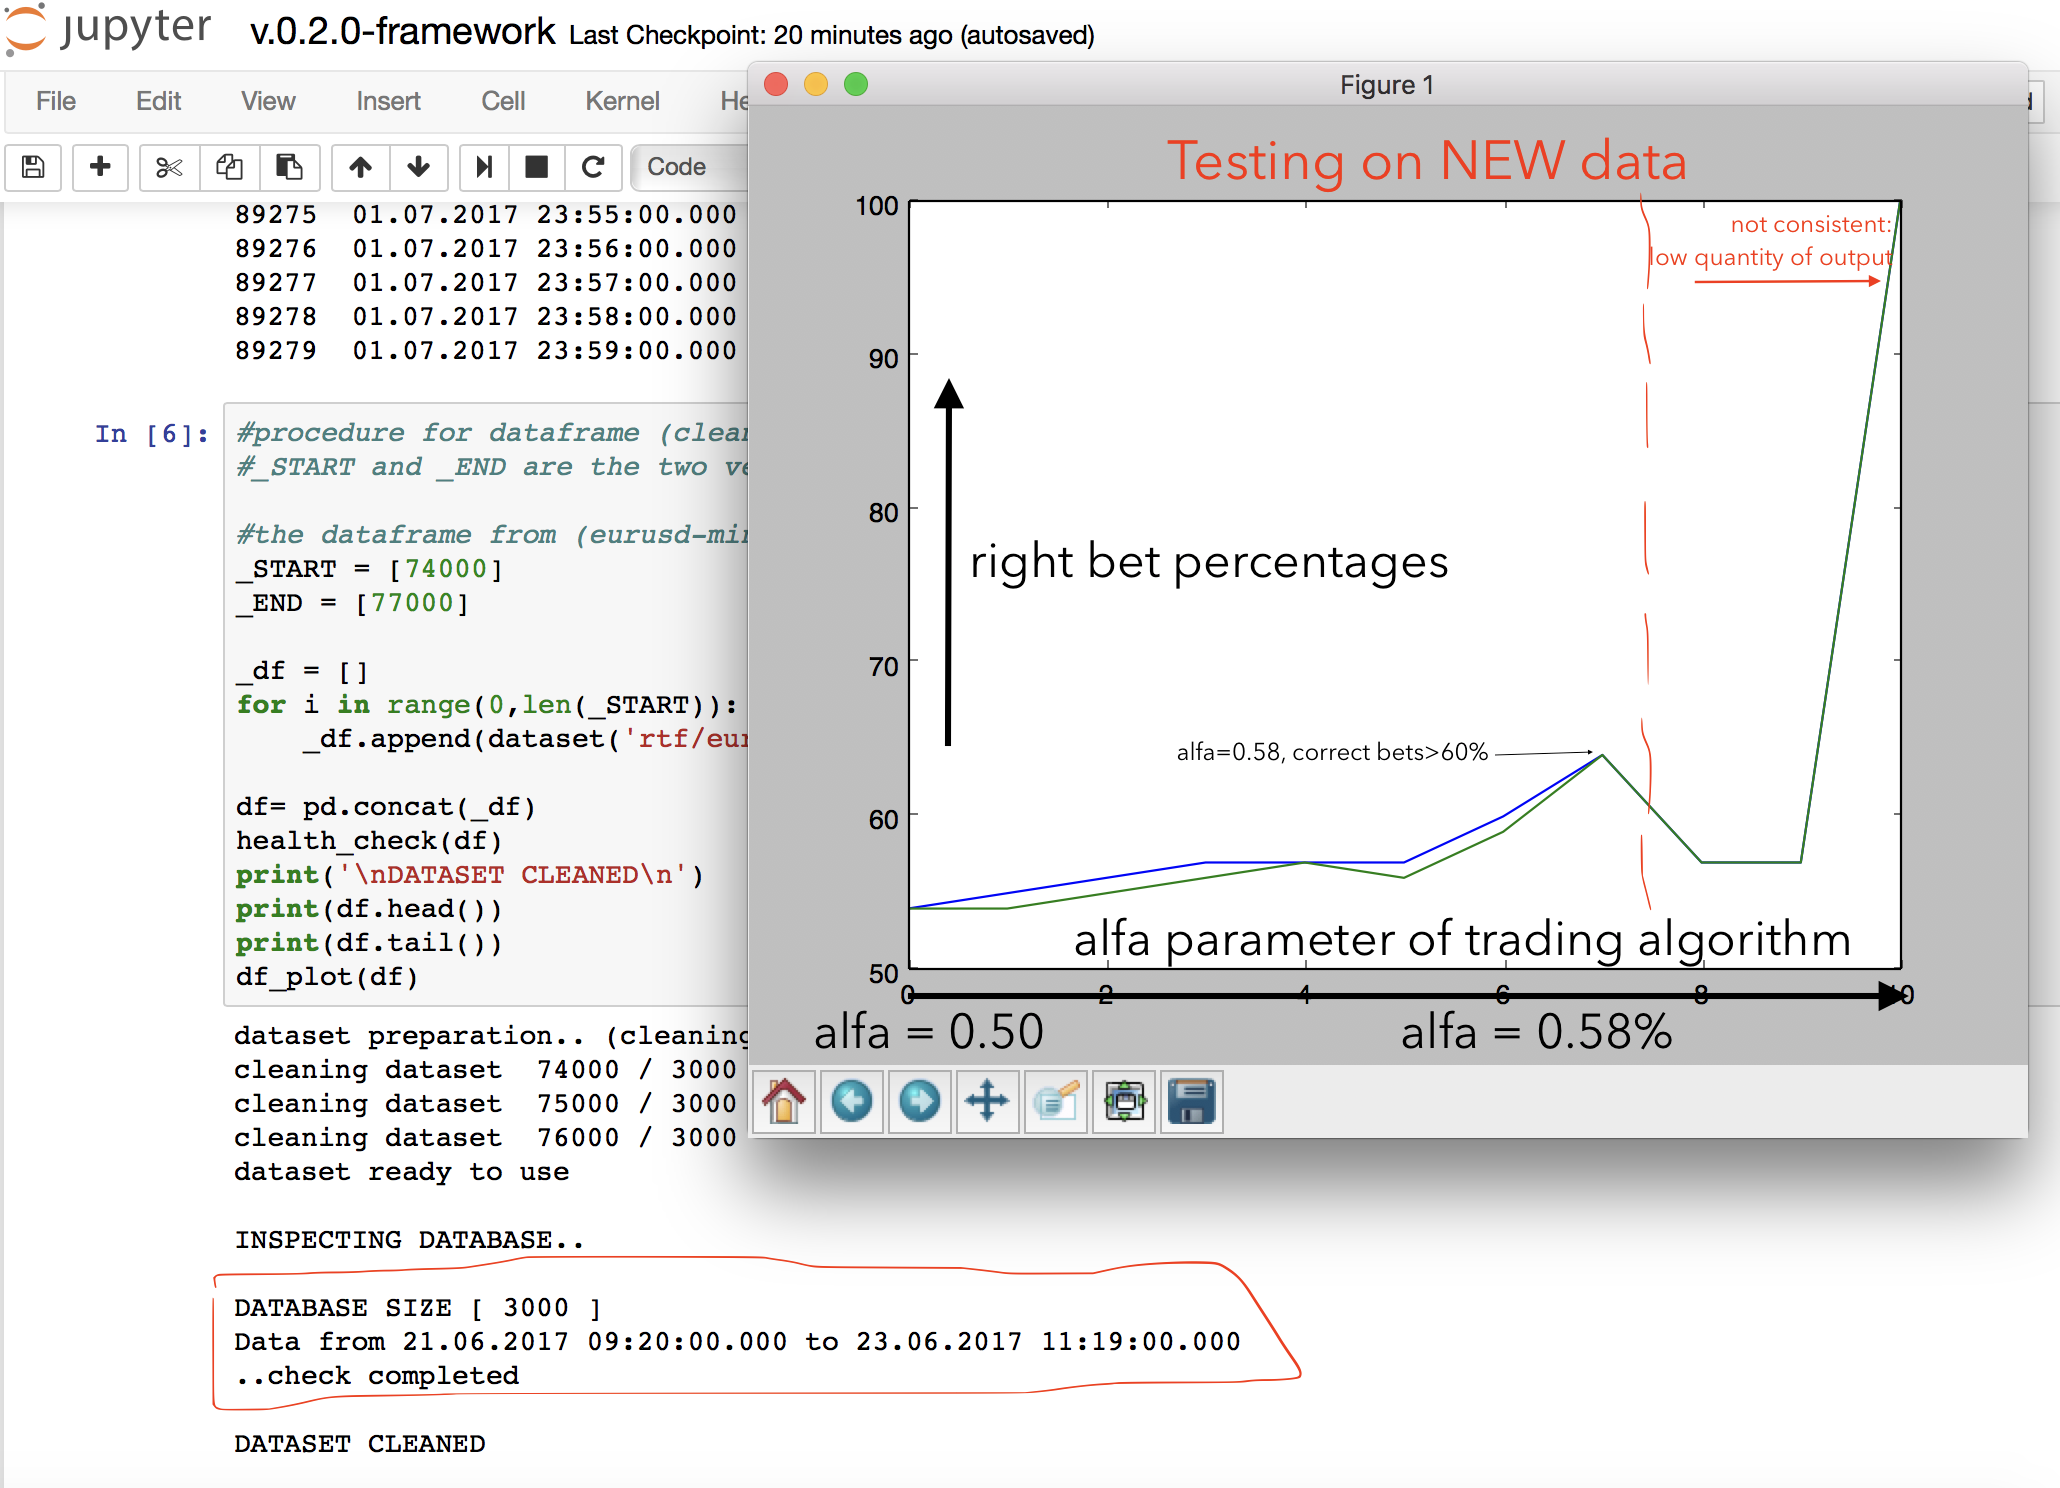 jupyter v.0.2.0-framework Last Checkpoint: 20 minutes ago (autosaved)
File Edit View Insert Cell Kernel
Code
89275 01.07.2017 23:55:00.000
89276 01.07.2017 23:56:00.000
89277 01.07.2017 23:57:00.000
89278 01.07.2017 23:58:00.000
89279 01.07.2017 23:59:00.000
In [6]:
#procedure for dataframe
#_START and _END are the two
#the dataframe from
_START = [74000]
_END = [77000]
_df = []
for i in range(0,len(_START)):
_df.append(dataset('rtf/
df= pd.concat(_df)
health_check(df)
print('\nDATASET CLEANED\n')
print(df.head())
print(df.tail())
df_plot(df)
dataset preparation.. (cleaning
cleaning dataset 74000 / 3000
cleaning dataset 75000 / 3000
cleaning dataset 76000 / 3000
dataset ready to use
INSPECTING DATABASE..
DATABASE SIZE [ 3000 ]
Data from 21.06.2017 09:20:00.000 to 23.06.2017 11:19:00.000
..check completed
DATASET CLEANED
Figure 1
Testing on NEW data
not consistent:
low quantity of output
100
90
80
70
60
50
right bet percentages
alfa=0.58, correct bets>60%
alfa parameter of trading algorithm
0 2 4 6 8 10
alfa = 0.50 alfa = 0.58%